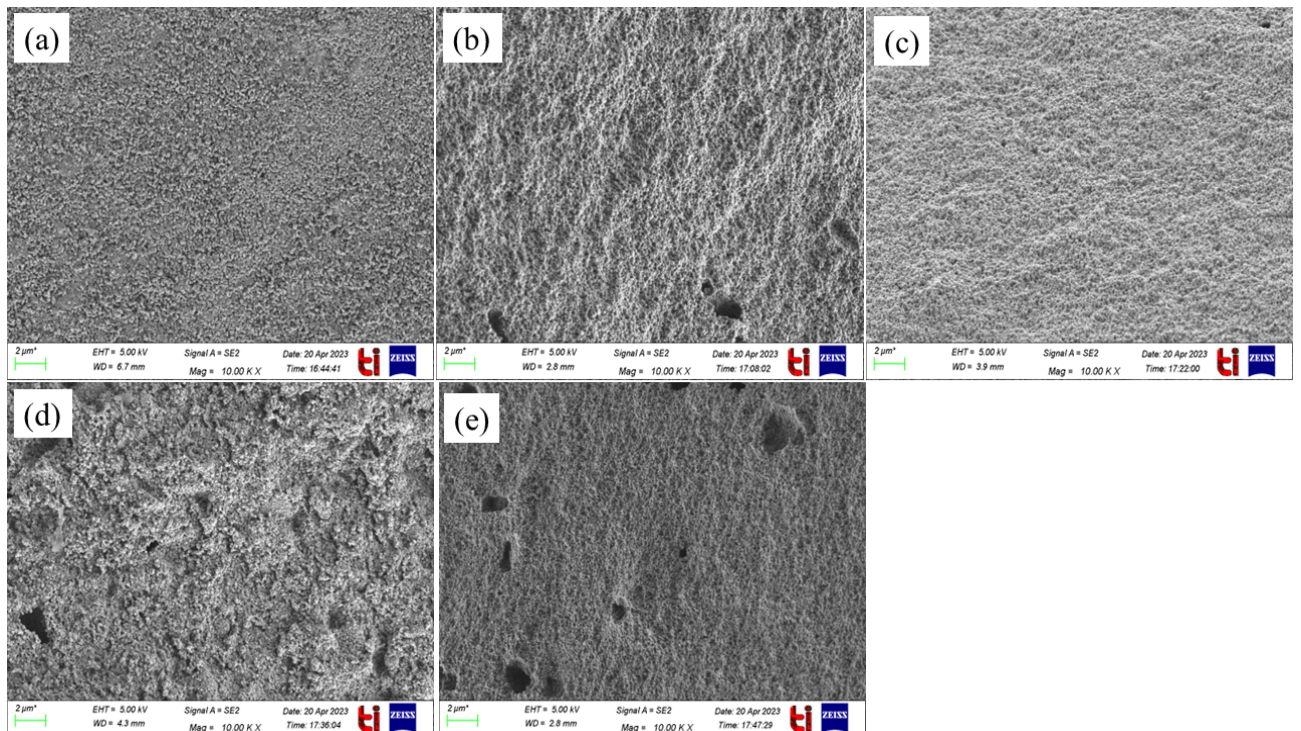 (a)
2 µm*
EHT = 5.00 kV
WD = 6.7 mm
Signal A = SE2
Mag = 10.00 K X
Date: 20 Apr 2023
Time: 16:44:41
ti
ZEISS
(b)
2 µm*
EHT = 5.00 kV
WD = 2.8 mm
Signal A = SE2
Mag = 10.00 K X
Date: 20 Apr 2023
Time: 17:08:02
ti
ZEISS
(c)
2 µm*
EHT = 5.00 kV
WD = 3.9 mm
Signal A = SE2
Mag = 10.00 K X
Date: 20 Apr 2023
Time: 17:22:00
ti
ZEISS
(d)
2 µm*
EHT = 5.00 kV
WD = 4.3 mm
Signal A = SE2
Mag = 10.00 K X
Date: 20 Apr 2023
Time: 17:36:04
ti
ZEISS
(e)
2 µm*
EHT = 5.00 kV
WD = 2.8 mm
Signal A = SE2
Mag = 10.00 K X
Date: 20 Apr 2023
Time: 17:47:29
ti
ZEISS